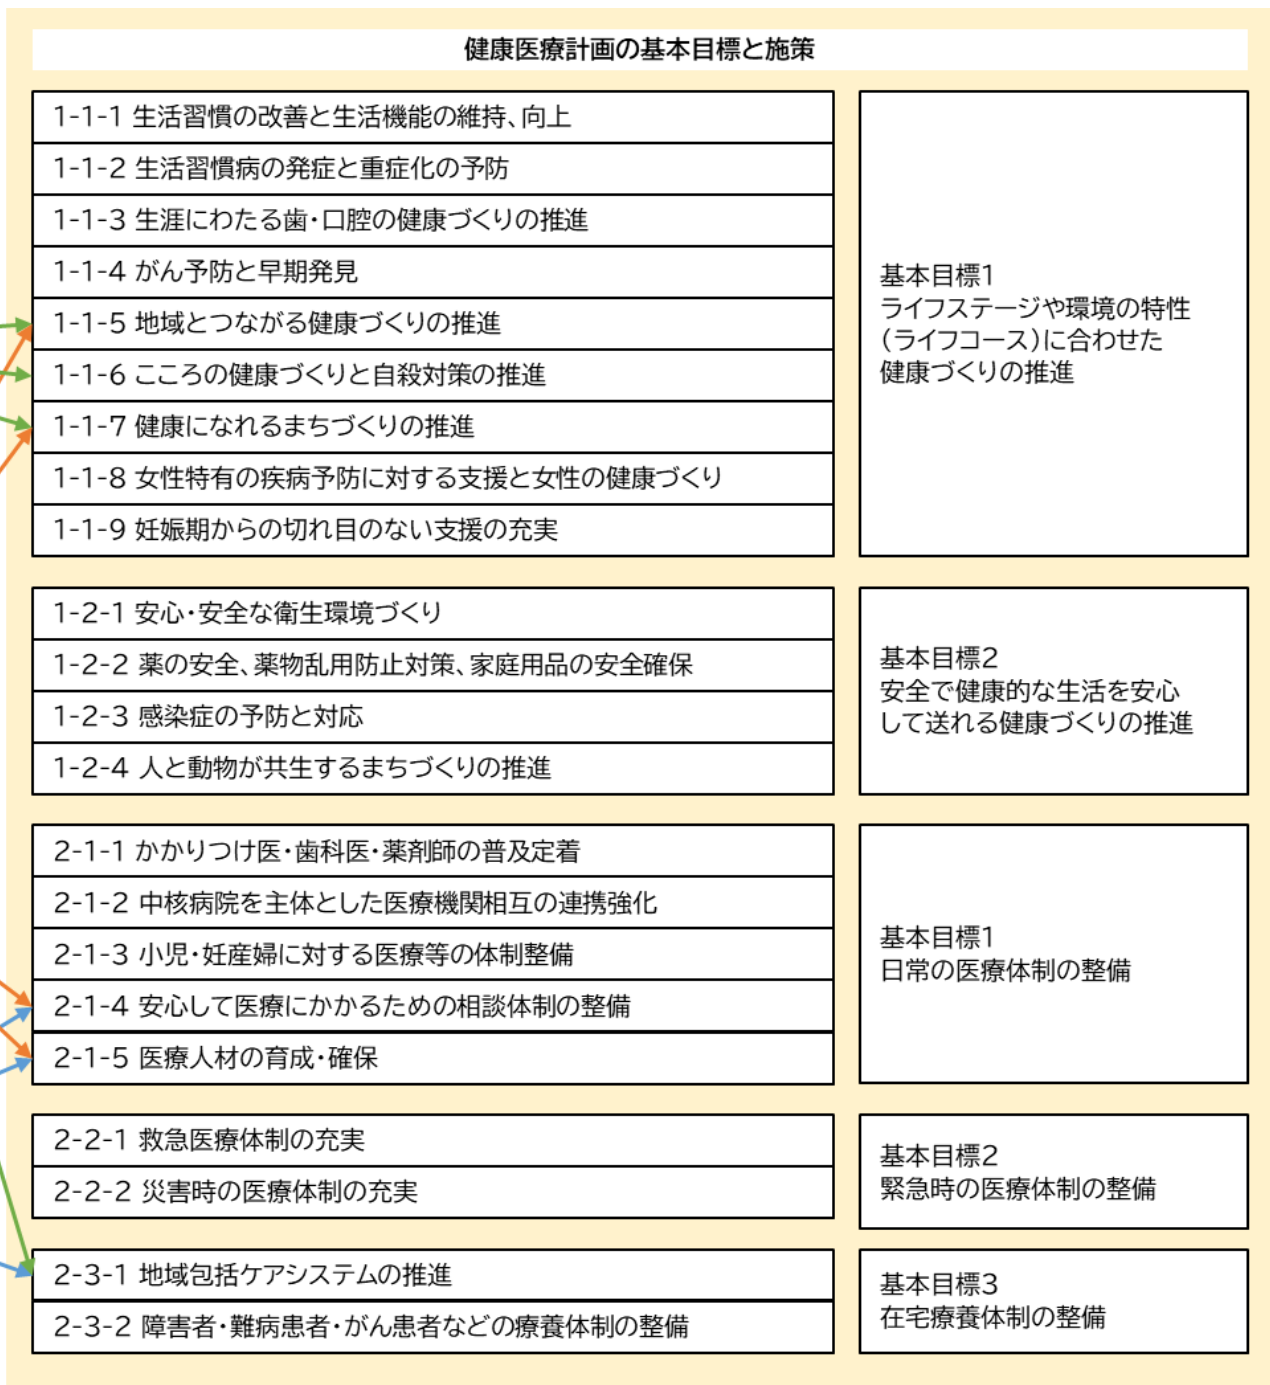 健康医療計画の基本目標と施策
1-1-1 生活習慣の改善と生活機能の維持、向上
1-1-2 生活習慣病の発症と重症化の予防
1-1-3 生涯にわたる歯・口腔の健康づくりの推進
1-1-4 がん予防と早期発見
1-1-5 地域とつながる健康づくりの推進
1-1-6 こころの健康づくりと自殺対策の推進
1-1-7 健康になれるまちづくりの推進
1-1-8 女性特有の疾病予防に対する支援と女性の健康づくり
1-1-9 妊娠期からの切れ目のない支援の充実
基本目標1
ライフステージや環境の特性
(ライフコース)に合わせた
健康づくりの推進
1-2-1 安心・安全な衛生環境づくり
1-2-2 薬の安全、薬物乱用防止対策、家庭用品の安全確保
1-2-3 感染症の予防と対応
1-2-4 人と動物が共生するまちづくりの推進
基本目標2
安全で健康的な生活を安心
して送れる健康づくりの推進
2-1-1 かかりつけ医・歯科医・薬剤師の普及定着
2-1-2 中核病院を主体とした医療機関相互の連携強化
2-1-3 小児・妊産婦に対する医療等の体制整備
2-1-4 安心して医療にかかるための相談体制の整備
2-1-5 医療人材の育成・確保
基本目標1
日常の医療体制の整備
2-2-1 救急医療体制の充実
2-2-2 災害時の医療体制の充実
基本目標2
緊急時の医療体制の整備
2-3-1 地域包括ケアシステムの推進
2-3-2 障害者・難病患者・がん患者などの療養体制の整備
基本目標3
在宅療養体制の整備